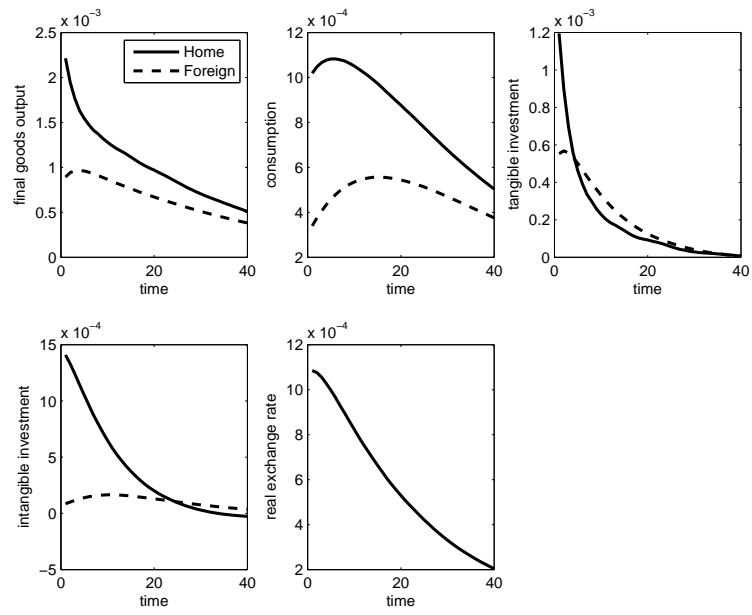 x 10⁻³
2.5
2
1.5
1
0.5
0
final goods output
0
20
40
time
Home
Foreign
x 10⁻⁴
12
10
8
6
4
2
consumption
0
20
40
time
x 10⁻³
1.2
1
0.8
0.6
0.4
0.2
0
tangible investment
0
20
40
time
x 10⁻⁴
15
10
5
0
−5
intangible investment
0
20
40
time
x 10⁻⁴
12
10
8
6
4
2
real exchange rate
0
20
40
time